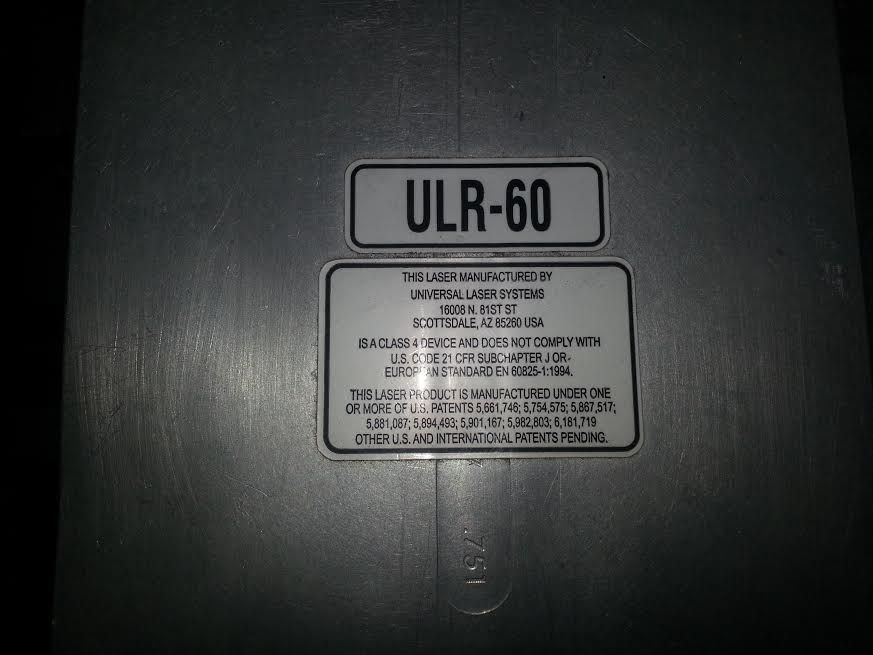 ULR-60
THIS LASER MANUFACTURED BY
UNIVERSAL LASER SYSTEMS
16008 N. 81ST ST
SCOTTSDALE, AZ 85260 USA
IS A CLASS 4 DEVICE AND DOES NOT COMPLY WITH
U.S. CODE 21 CFR SUBCHAPTER J OR
EUROPEAN STANDARD EN 60825-1:1994.
THIS LASER PRODUCT IS MANUFACTURED UNDER ONE
OR MORE OF U.S. PATENTS 5,661,746; 5,754,575; 5,867,517;
5,881,087; 5,894,493; 5,901,167; 5,982,803; 6,181,719
OTHER U.S. AND INTERNATIONAL PATENTS PENDING.
.751